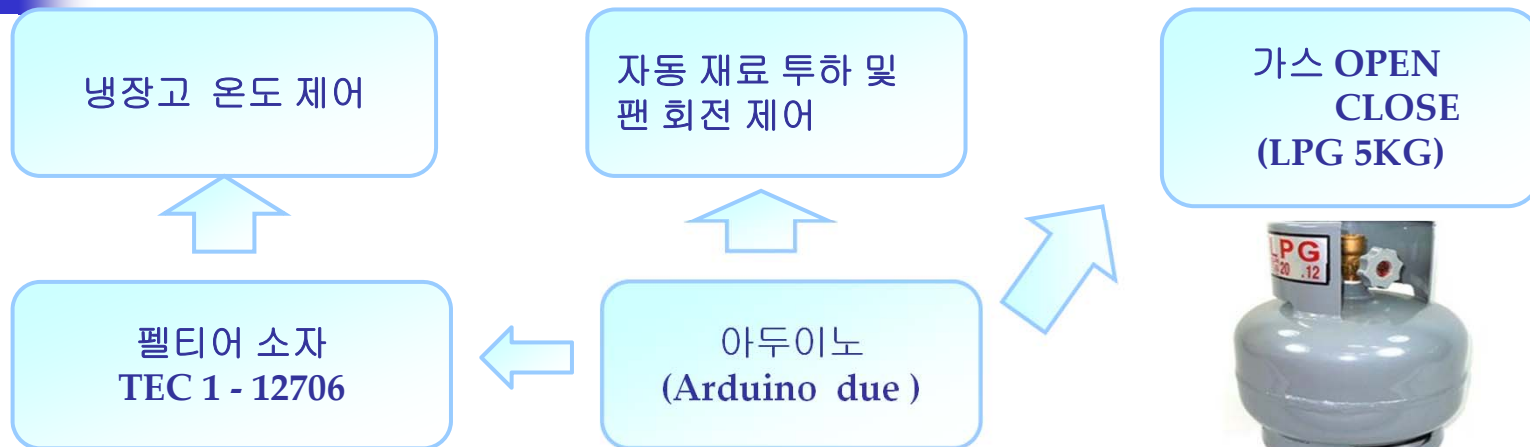 냉장고 온도 제어
자동 재료 투하 및
팬 회전 제어
가스 OPEN
CLOSE
(LPG 5KG)
펠티어 소자
TEC 1 - 12706
아두이노
(Arduino due )
LPG
20 .12